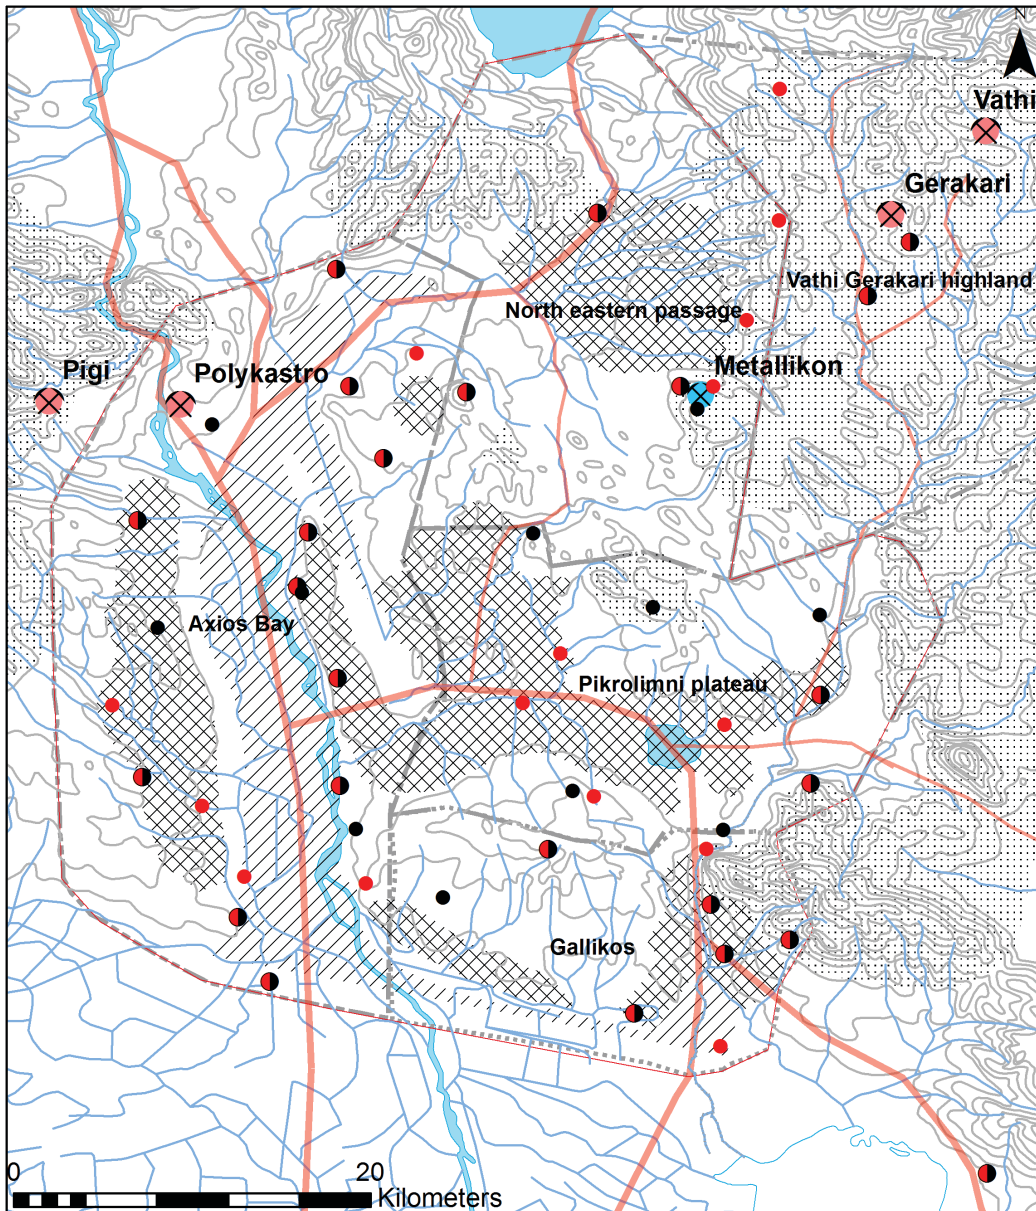 N
Vathi
Gerakari
Vathi Gerakari highland
North eastern passage
Metallikon
Pigi
Polykastro
Axios Bay
Pikrolimni plateau
Gallikos
0 20
Kilometers